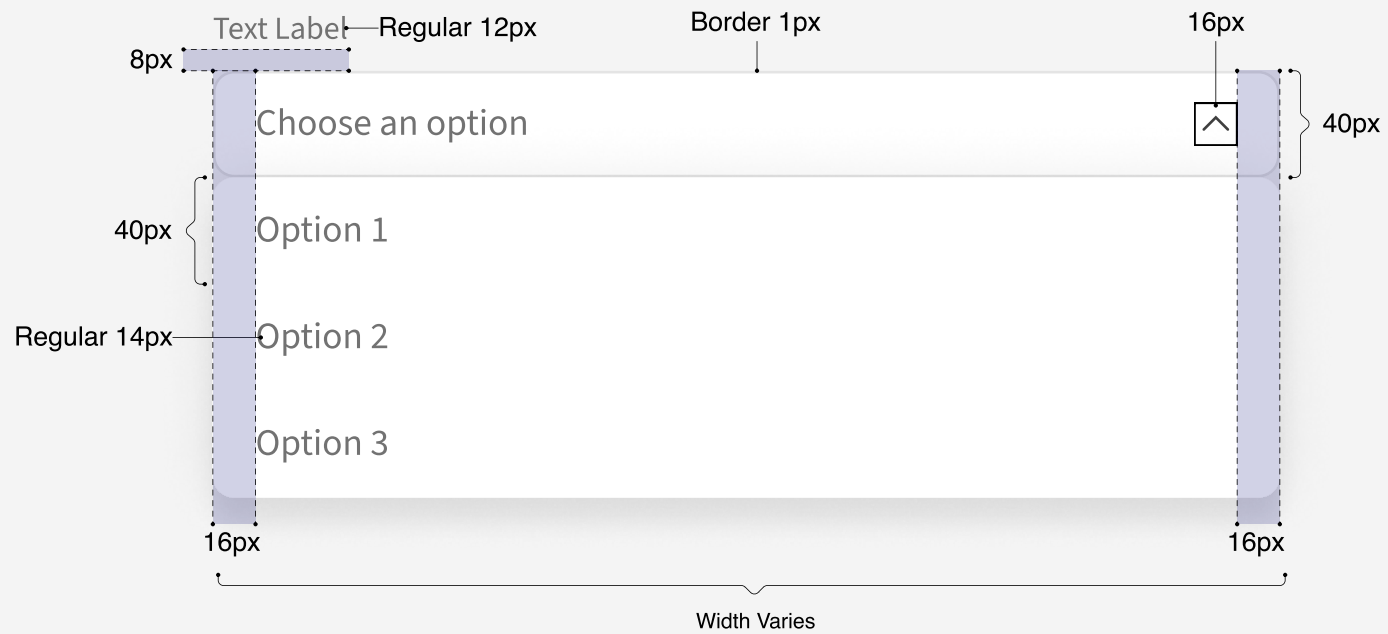 Text Label
Regular 12px
Border 1px
16px
8px
Choose an option
40px
40px
Option 1
Regular 14px
Option 2
Option 3
16px
16px
Width Varies